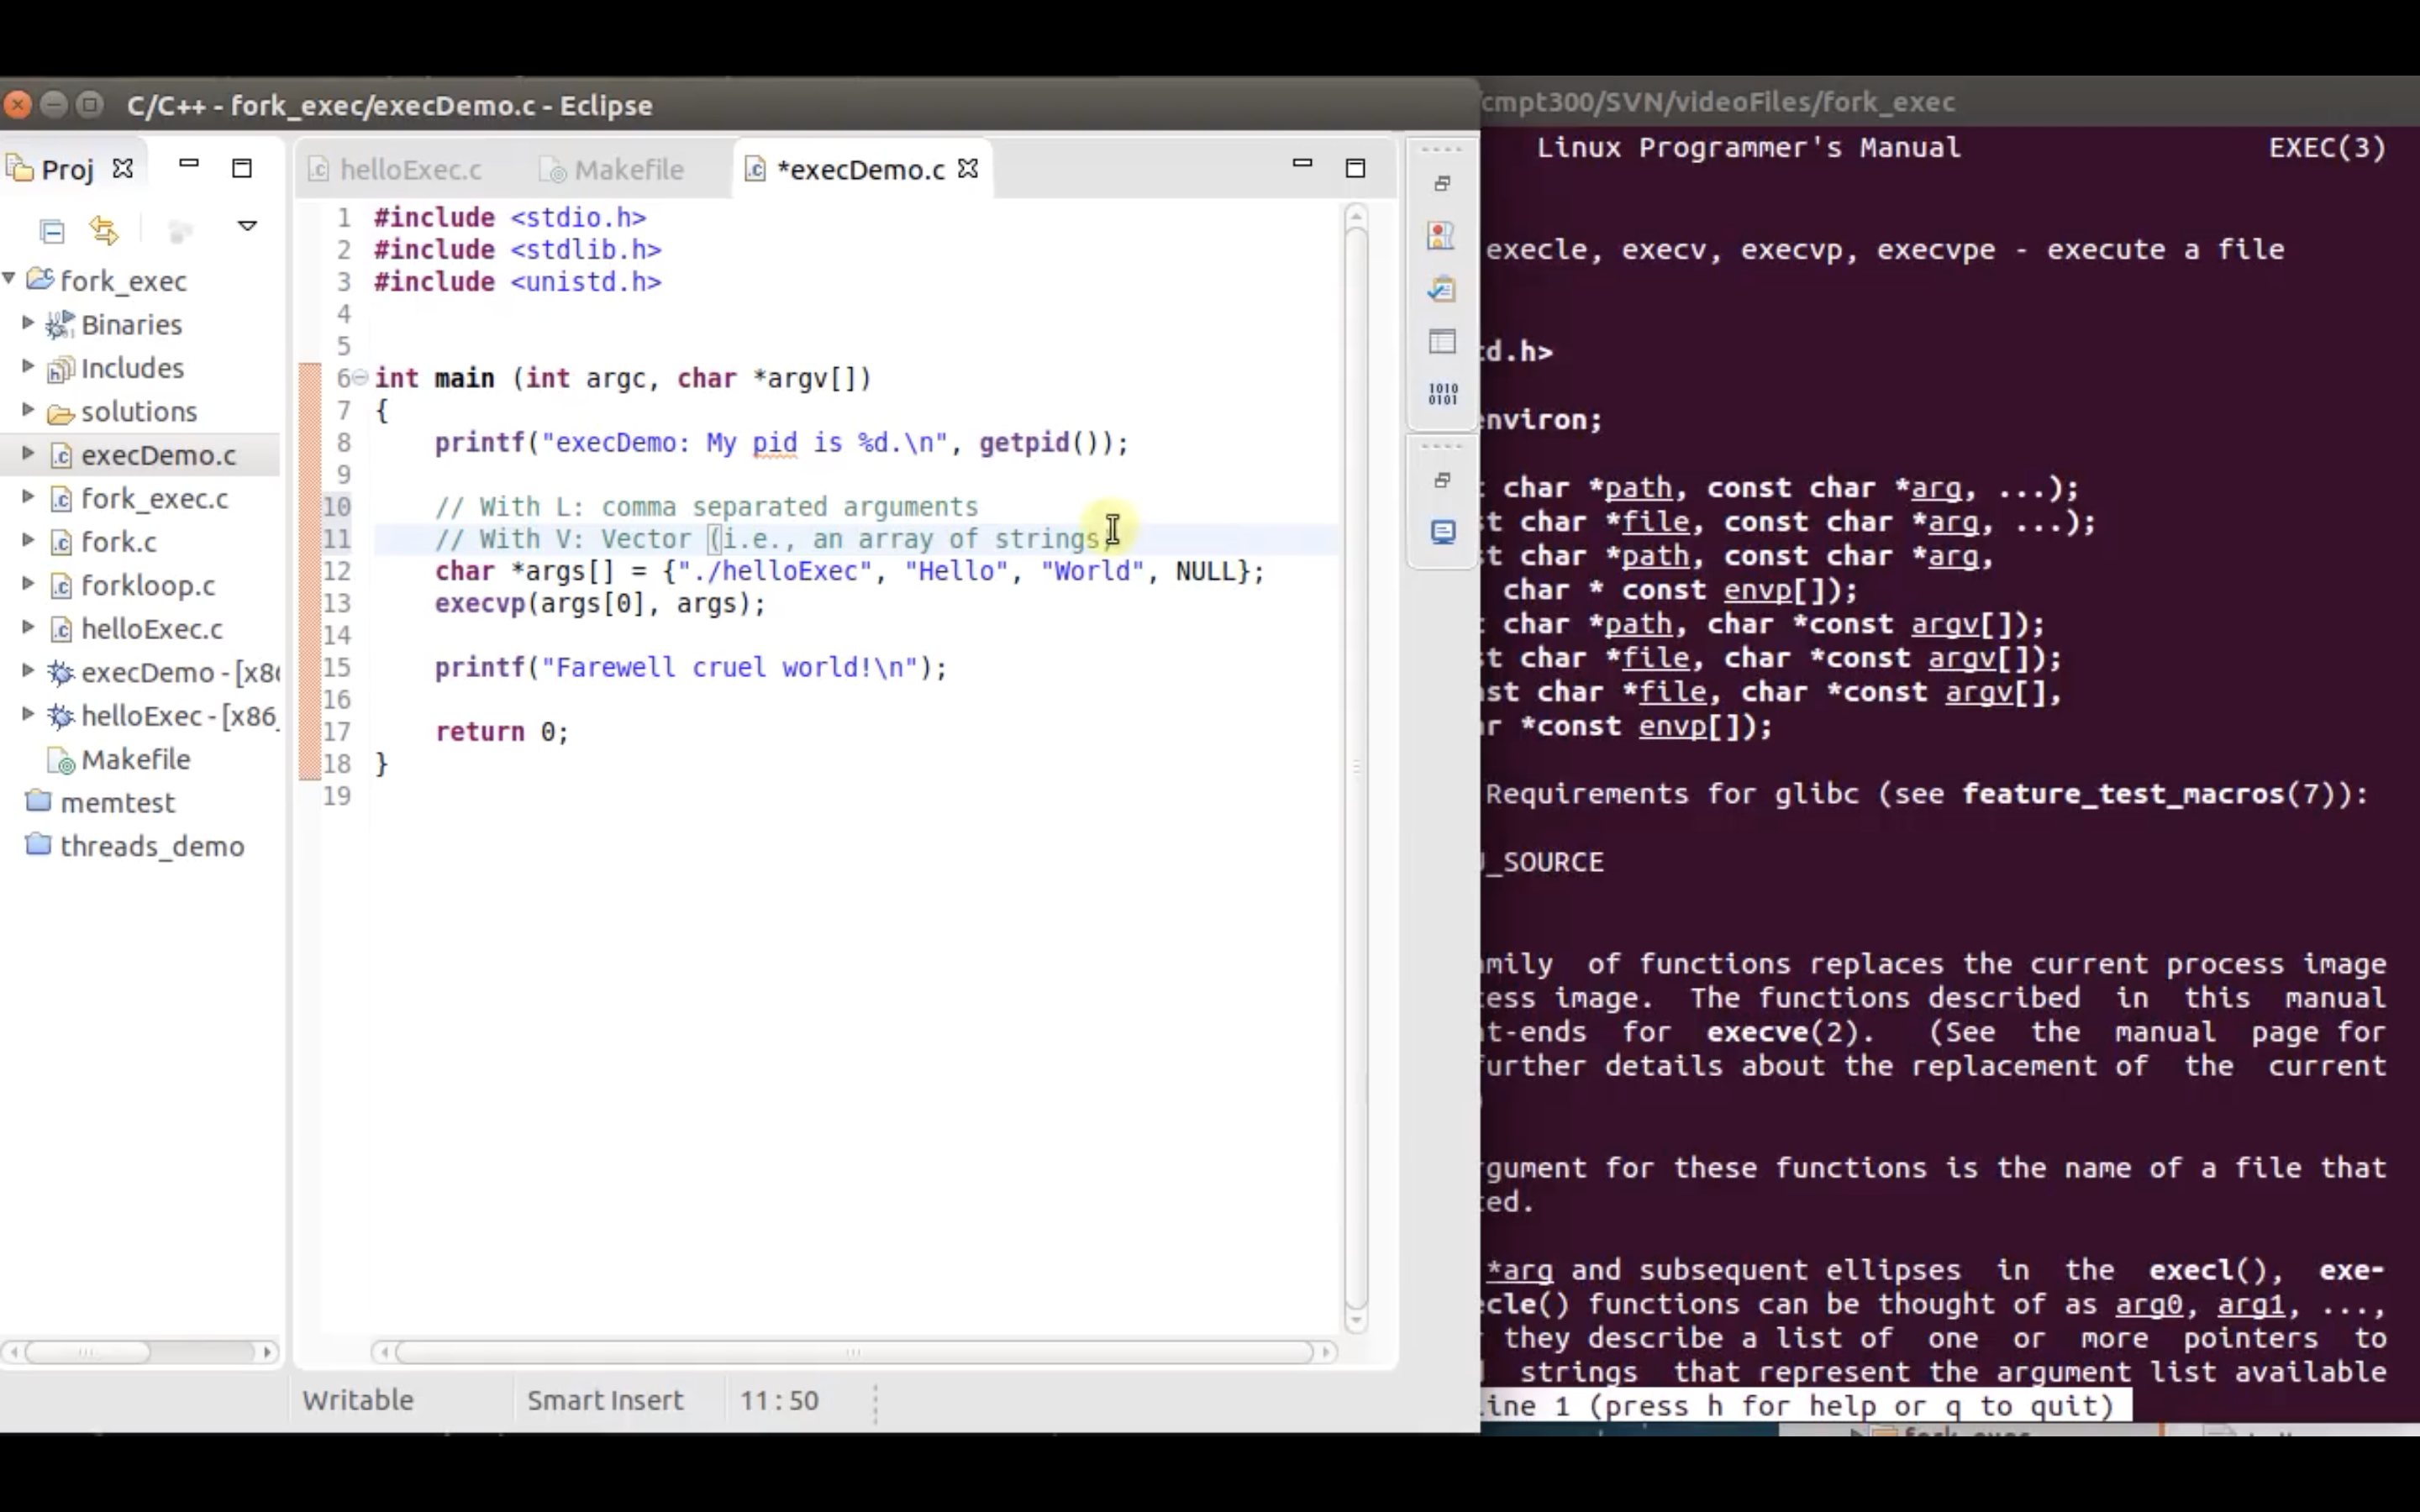 C/C++ - fork_exec/execDemo.c - Eclipse
Proj
fork_exec
Binaries
Includes
solutions
execDemo.c
fork_exec.c
fork.c
forkloop.c
helloExec.c
execDemo - [x8
helloExec - [x86_
Makefile
memtest
threads_demo
helloExec.c
Makefile
*execDemo.c
1 #include <stdio.h>
2 #include <stdlib.h>
3 #include <unistd.h>
4
5
6 int main (int argc, char *argv[])
7 {
8 printf("execDemo: My pid is %d.\n", getpid());
9
10 // With L: comma separated arguments
11 // With V: Vector (i.e., an array of strings)
12 char *args[] = {"./helloExec", "Hello", "World", NULL};
13 execvp(args[0], args);
14
15 printf("Farewell cruel world!\n");
16
17 return 0;
18 }
19
Writable Smart Insert 11 : 50
1010
0101
cmpt300/SVN/videoFiles/fork_exec
Linux Programmer's Manual EXEC(3)
execle, execv, execvp, execvpe - execute a file
d.h>
nviron;
char *path, const char *arg, ...);
t char *file, const char *arg, ...);
t char *path, const char *arg,
char * const envp[]);
char *path, char *const argv[]);
t char *file, char *const argv[]);
st char *file, char *const argv[],
r *const envp[]);
Requirements for glibc (see feature_test_macros(7)):
_SOURCE
mily of functions replaces the current process image
ess image. The functions described in this manual
t-ends for execve(2). (See the manual page for
urther details about the replacement of the current
)
gument for these functions is the name of a file that
ted.
*arg and subsequent ellipses in the execl(), exe-
cle() functions can be thought of as arg0, arg1, ...,
they describe a list of one or more pointers to
strings that represent the argument list available
ine 1 (press h for help or q to quit)